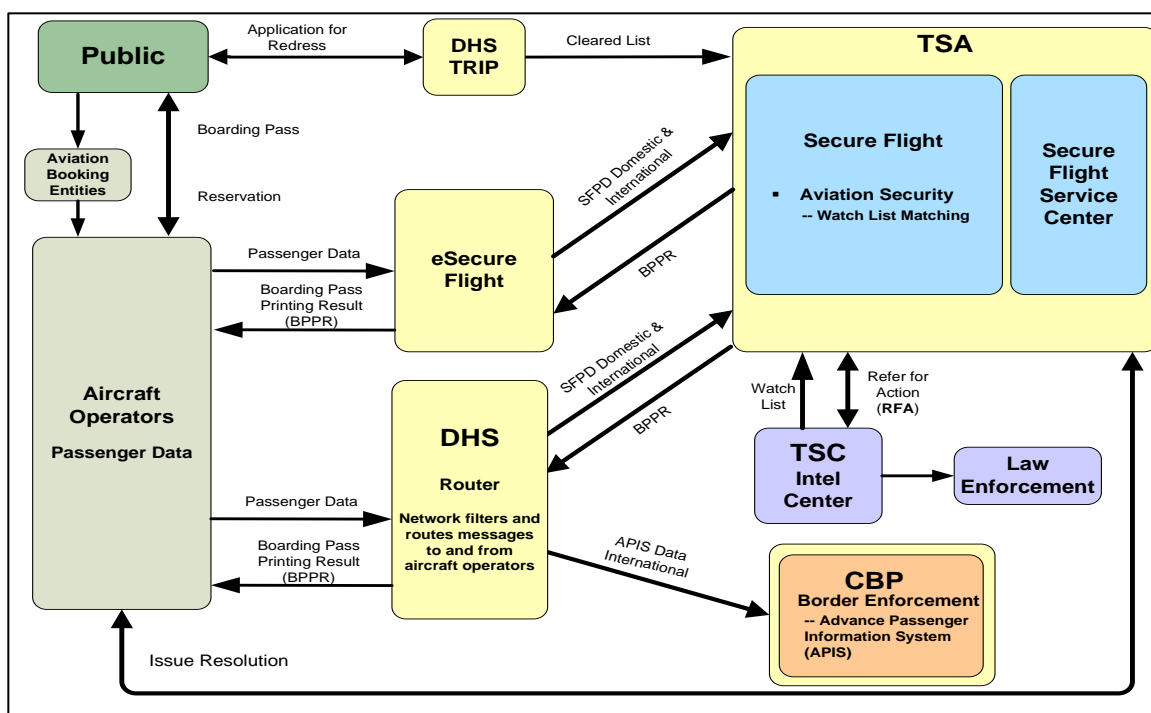 Public
Application for
Redress
DHS
TRIP
Cleared List
TSA
Boarding Pass
Aviation
Booking
Entities
Reservation
SFPD Domestic &
International
Secure Flight
▪ Aviation Security
-- Watch List Matching
Secure
Flight
Service
Center
Passenger Data
eSecure
Flight
BPPR
Boarding Pass
Printing Result
(BPPR)
SFPD Domestic &
International
BPPR
Aircraft
Operators
Passenger Data
Watch
List
Refer for
Action
(RFA)
DHS
Router
Network filters and
routes messages
to and from
aircraft operators
TSC
Intel
Center
Law
Enforcement
Passenger Data
Boarding Pass
Printing Result
(BPPR)
APIS Data
International
CBP
Border Enforcement
-- Advance Passenger
Information System
(APIS)
Issue Resolution